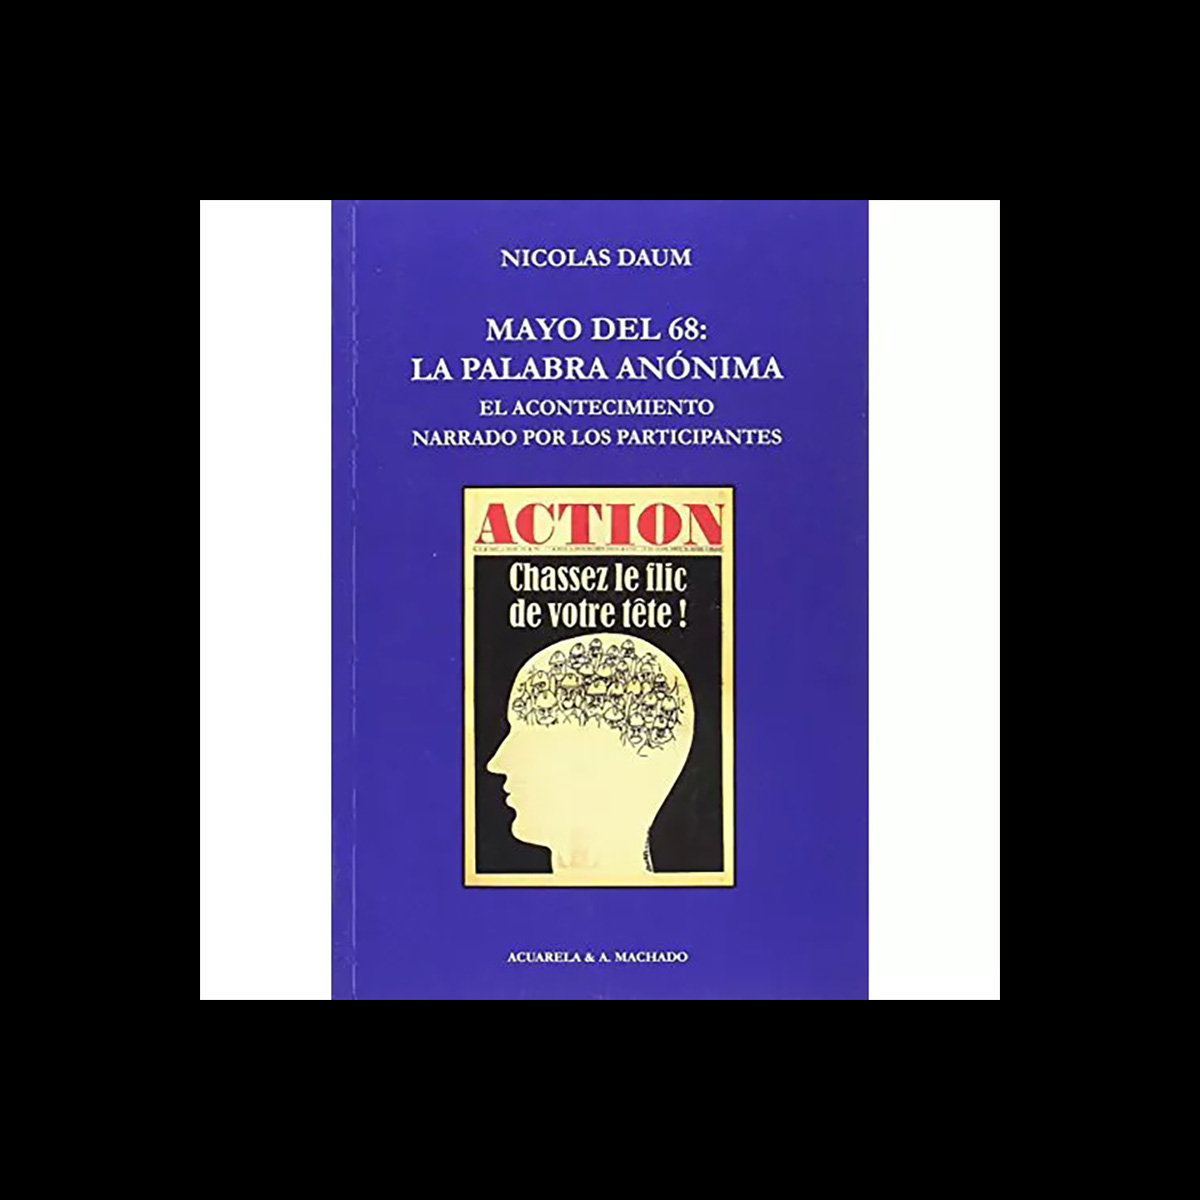 NICOLAS DAUM
MAYO DEL 68:
LA PALABRA ANÓNIMA
EL ACONTECIMIENTO
NARRADO POR LOS PARTICIPANTES
ACTION
Chassez le flic
de votre tête !
ACUARELA & A. MACHADO